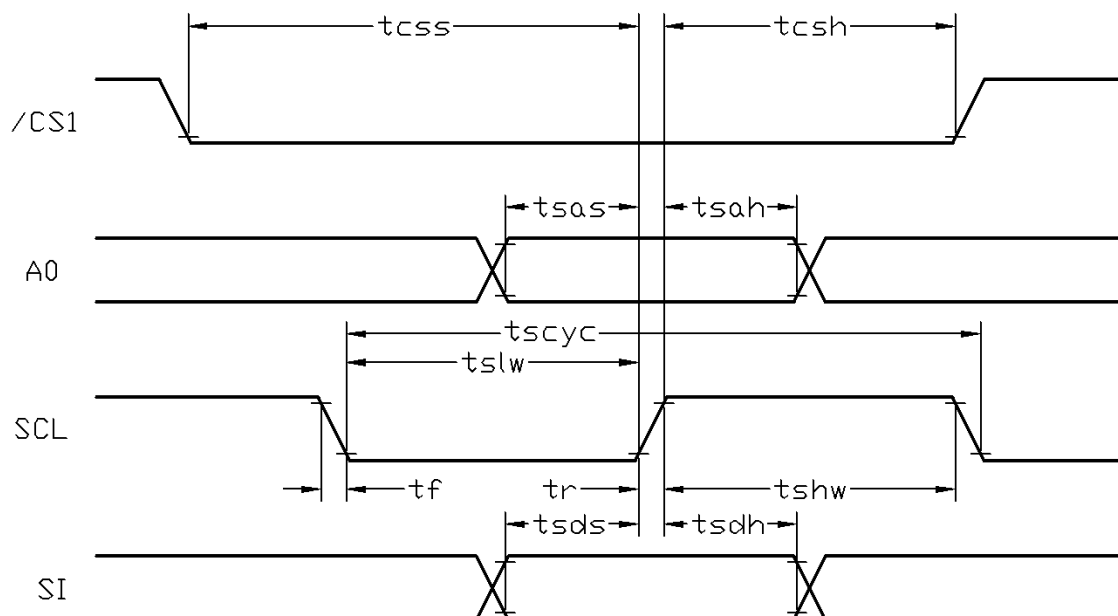 tcss
tcsh
/CS1
tsas
tsah
A0
tscyc
tslw
SCL
tf
tr
tshw
tsds
tsdh
SI